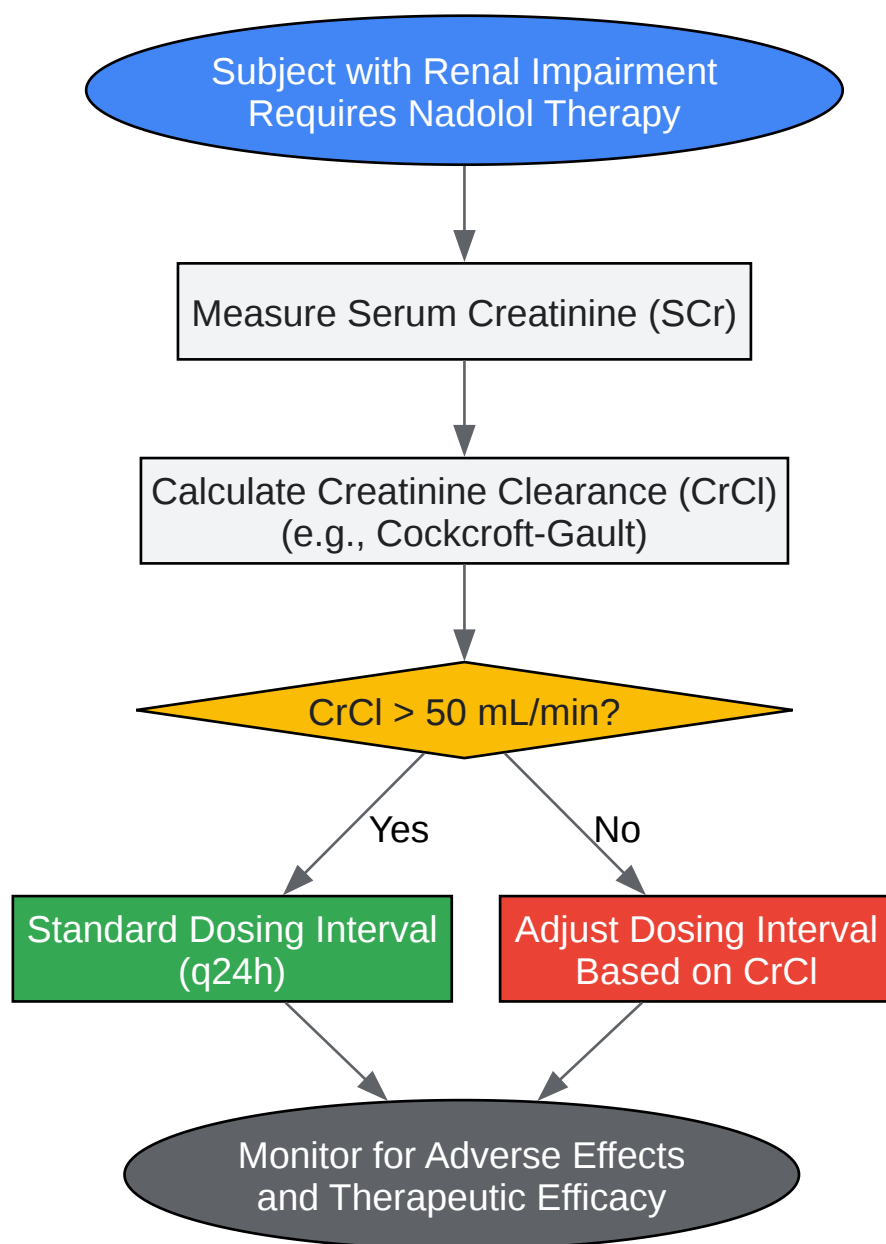 Subject with Renal Impairment
Requires Nadolol Therapy
Measure Serum Creatinine (SCr)
Calculate Creatinine Clearance (CrCl)
(e.g., Cockcroft-Gault)
CrCl > 50 mL/min?
Yes
No
Standard Dosing Interval
(q24h)
Adjust Dosing Interval
Based on CrCl
Monitor for Adverse Effects
and Therapeutic Efficacy